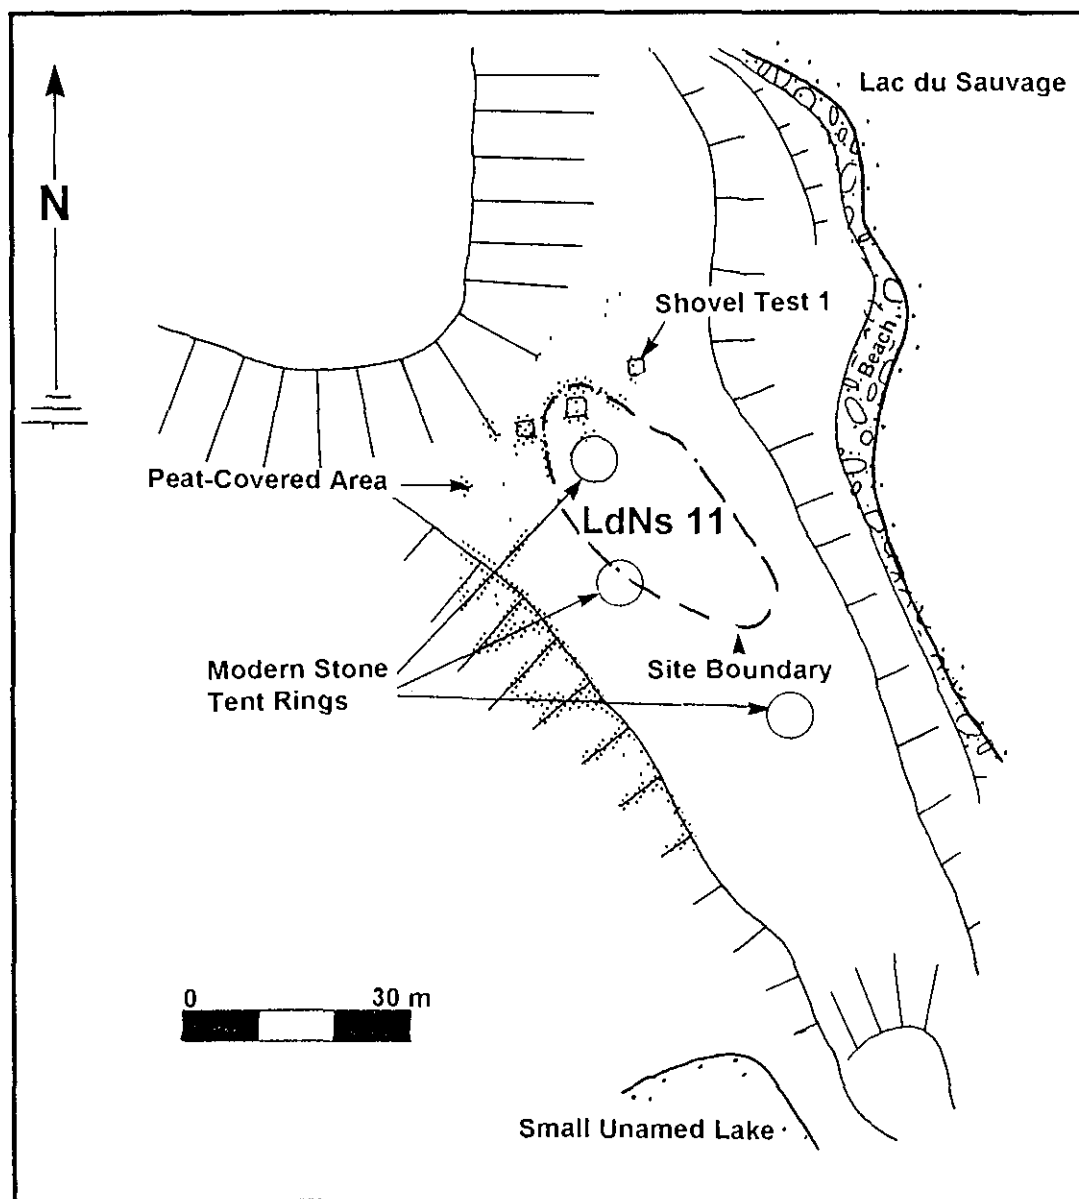 Lac du Sauvage
N
Shovel Test 1
Beach
Peat-Covered Area
LdNs 11
Modern Stone
Tent Rings
Site Boundary
0 30 m
Small Unamed Lake